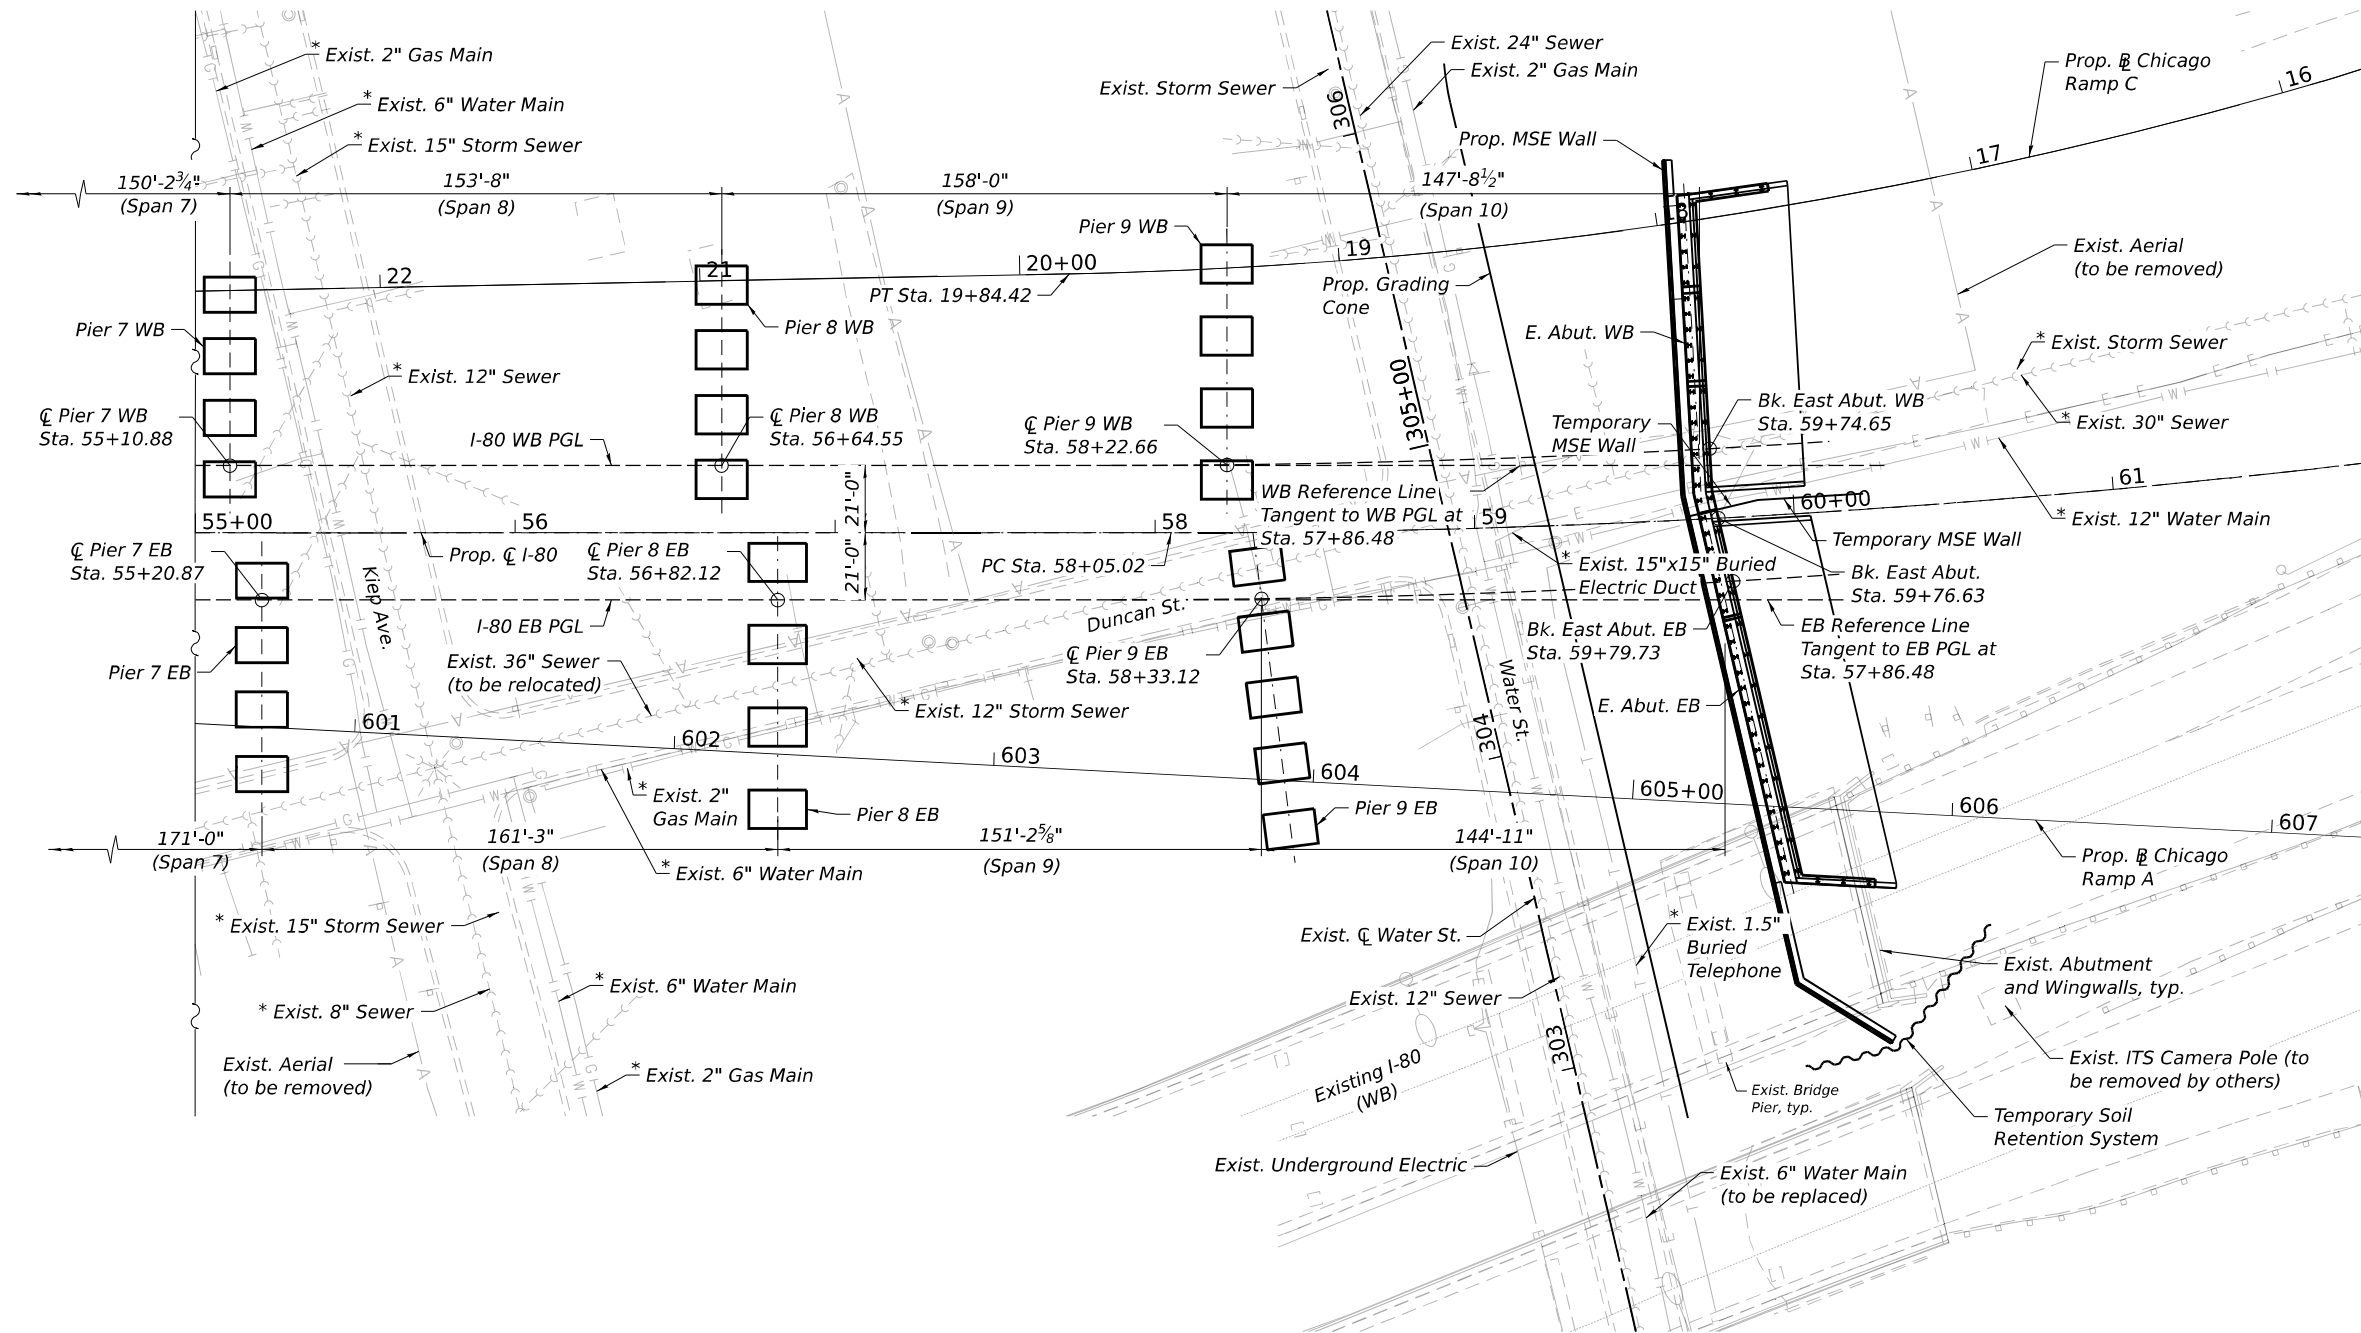 * Exist. 2" Gas Main
* Exist. 6" Water Main
* Exist. 15" Storm Sewer
Exist. Storm Sewer
Exist. 24" Sewer
Exist. 2" Gas Main
306
Prop. MSE Wall
Prop. ℄ Chicago
Ramp C
16
17
18
150'-2¾"
(Span 7)
153'-8"
(Span 8)
158'-0"
(Span 9)
147'-8½"
(Span 10)
Pier 9 WB
Exist. Aerial
(to be removed)
22
21
20+00
19
PT Sta. 19+84.42
Prop. Grading
Cone
Pier 7 WB
Pier 8 WB
E. Abut. WB
* Exist. Storm Sewer
* Exist. 12" Sewer
305+00
℄ Pier 7 WB
Sta. 55+10.88
I-80 WB PGL
℄ Pier 8 WB
Sta. 56+64.55
℄ Pier 9 WB
Sta. 58+22.66
Temporary
MSE Wall
Bk. East Abut. WB
Sta. 59+74.65
* Exist. 30" Sewer
21'-0"
21'-0"
WB Reference Line
Tangent to WB PGL at
Sta. 57+86.48
55+00
56
58
59
60+00
61
* Exist. 12" Water Main
Temporary MSE Wall
℄ Pier 7 EB
Sta. 55+20.87
Prop. ℄ I-80
℄ Pier 8 EB
Sta. 56+82.12
PC Sta. 58+05.02
* Exist. 15"x15" Buried
Electric Duct
Bk. East Abut.
Sta. 59+76.63
Kiep Ave.
Duncan St.
I-80 EB PGL
Bk. East Abut. EB
Sta. 59+79.73
EB Reference Line
Tangent to EB PGL at
Sta. 57+86.48
Pier 7 EB
Exist. 36" Sewer
(to be relocated)
℄ Pier 9 EB
Sta. 58+33.12
Water St.
* Exist. 12" Storm Sewer
E. Abut. EB
304
601
602
603
604
605+00
606
607
* Exist. 2"
Gas Main
Pier 8 EB
Pier 9 EB
171'-0"
(Span 7)
161'-3"
(Span 8)
151'-2⅝"
(Span 9)
144'-11"
(Span 10)
* Exist. 6" Water Main
Prop. ℄ Chicago
Ramp A
* Exist. 15" Storm Sewer
Exist. ℄ Water St.
* Exist. 1.5"
Buried
Telephone
* Exist. 6" Water Main
* Exist. 8" Sewer
Exist. 12" Sewer
Exist. Abutment
and Wingwalls, typ.
303
Exist. Aerial
(to be removed)
* Exist. 2" Gas Main
Existing I-80
(WB)
Exist. Bridge
Pier, typ.
Exist. ITS Camera Pole (to
be removed by others)
Temporary Soil
Retention System
Exist. Underground Electric
Exist. 6" Water Main
(to be replaced)